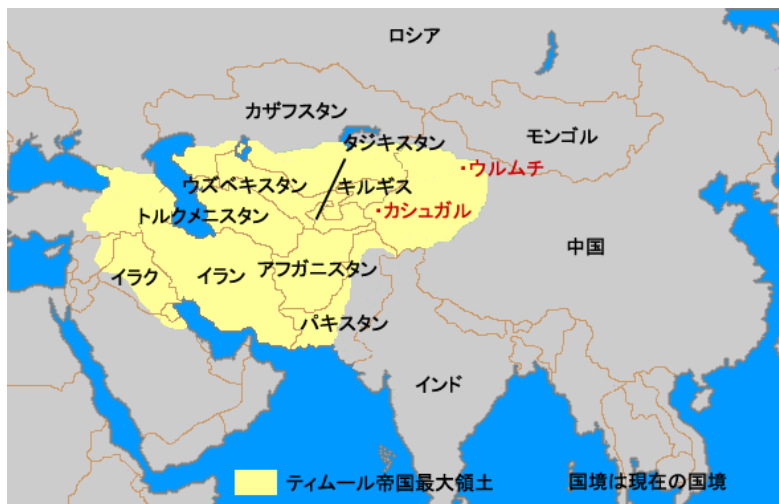 ロシア
カザフスタン
モンゴル
タジキスタン
ウルムチ
ウズベキスタン
キルギス
トルクメニスタン
カシュガル
中国
イラク
イラン
アフガニスタン
パキスタン
インド
ティムール帝国最大領土
国境は現在の国境